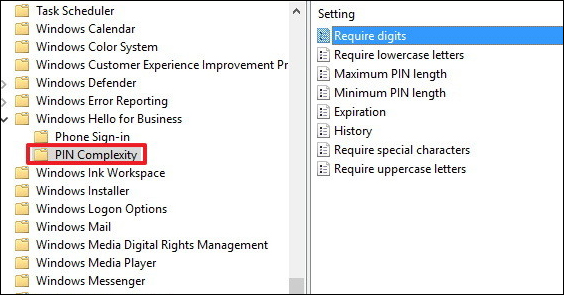 Task Scheduler
Windows Calendar
Windows Color System
Windows Customer Experience Improvement Pr
Windows Defender
Windows Error Reporting
Windows Hello for Business
Phone Sign-in
PIN Complexity
Windows Ink Workspace
Windows Installer
Windows Logon Options
Windows Mail
Windows Media Digital Rights Management
Windows Media Player
Windows Messenger
Setting
Require digits
Require lowercase letters
Maximum PIN length
Minimum PIN length
Expiration
History
Require special characters
Require uppercase letters